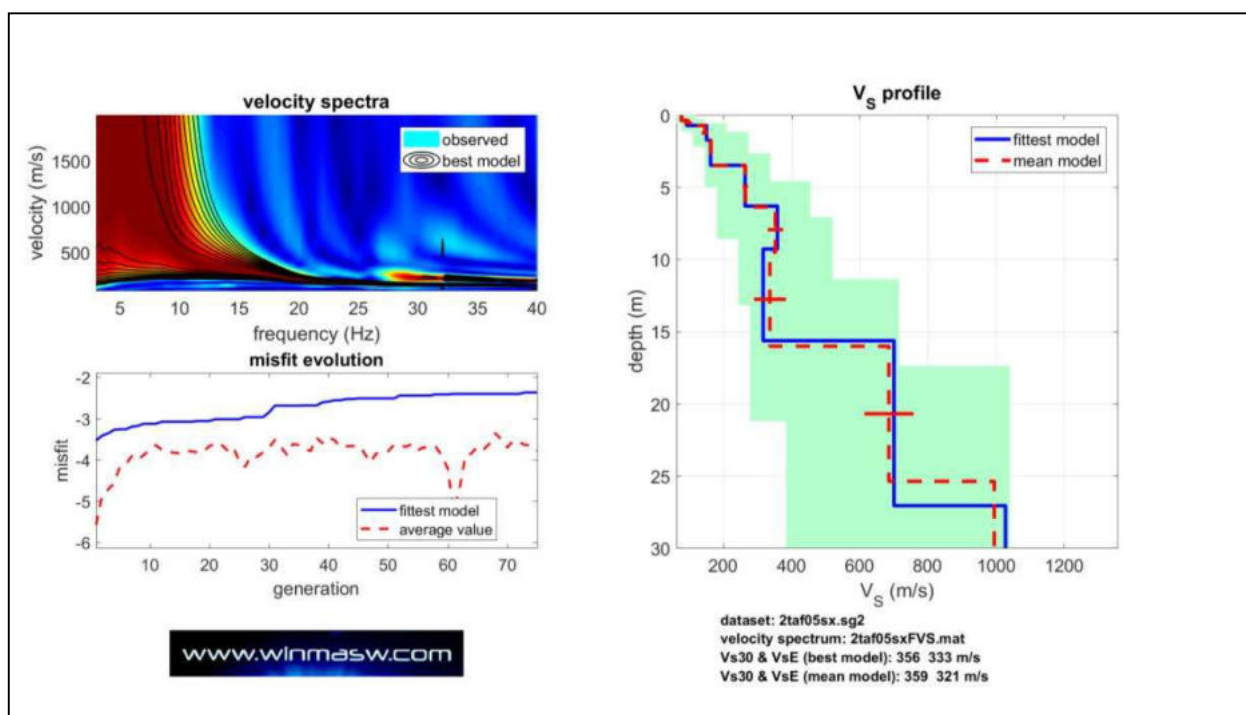 velocity spectra
velocity (m/s)
1500
1000
500
observed
best model
5 10 15 20 25 30 35 40
frequency (Hz)
misfit evolution
misfit
-2
-3
-4
-5
-6
fittest model
average value
10 20 30 40 50 60 70
generation
www.winmasw.com
VS profile
depth (m)
0
5
10
15
20
25
30
fittest model
mean model
200 400 600 800 1000 1200
VS (m/s)
dataset: 2taf05sx.sg2
velocity spectrum: 2taf05sxFVS.mat
Vs30 & VsE (best model): 356 333 m/s
Vs30 & VsE (mean model): 359 321 m/s